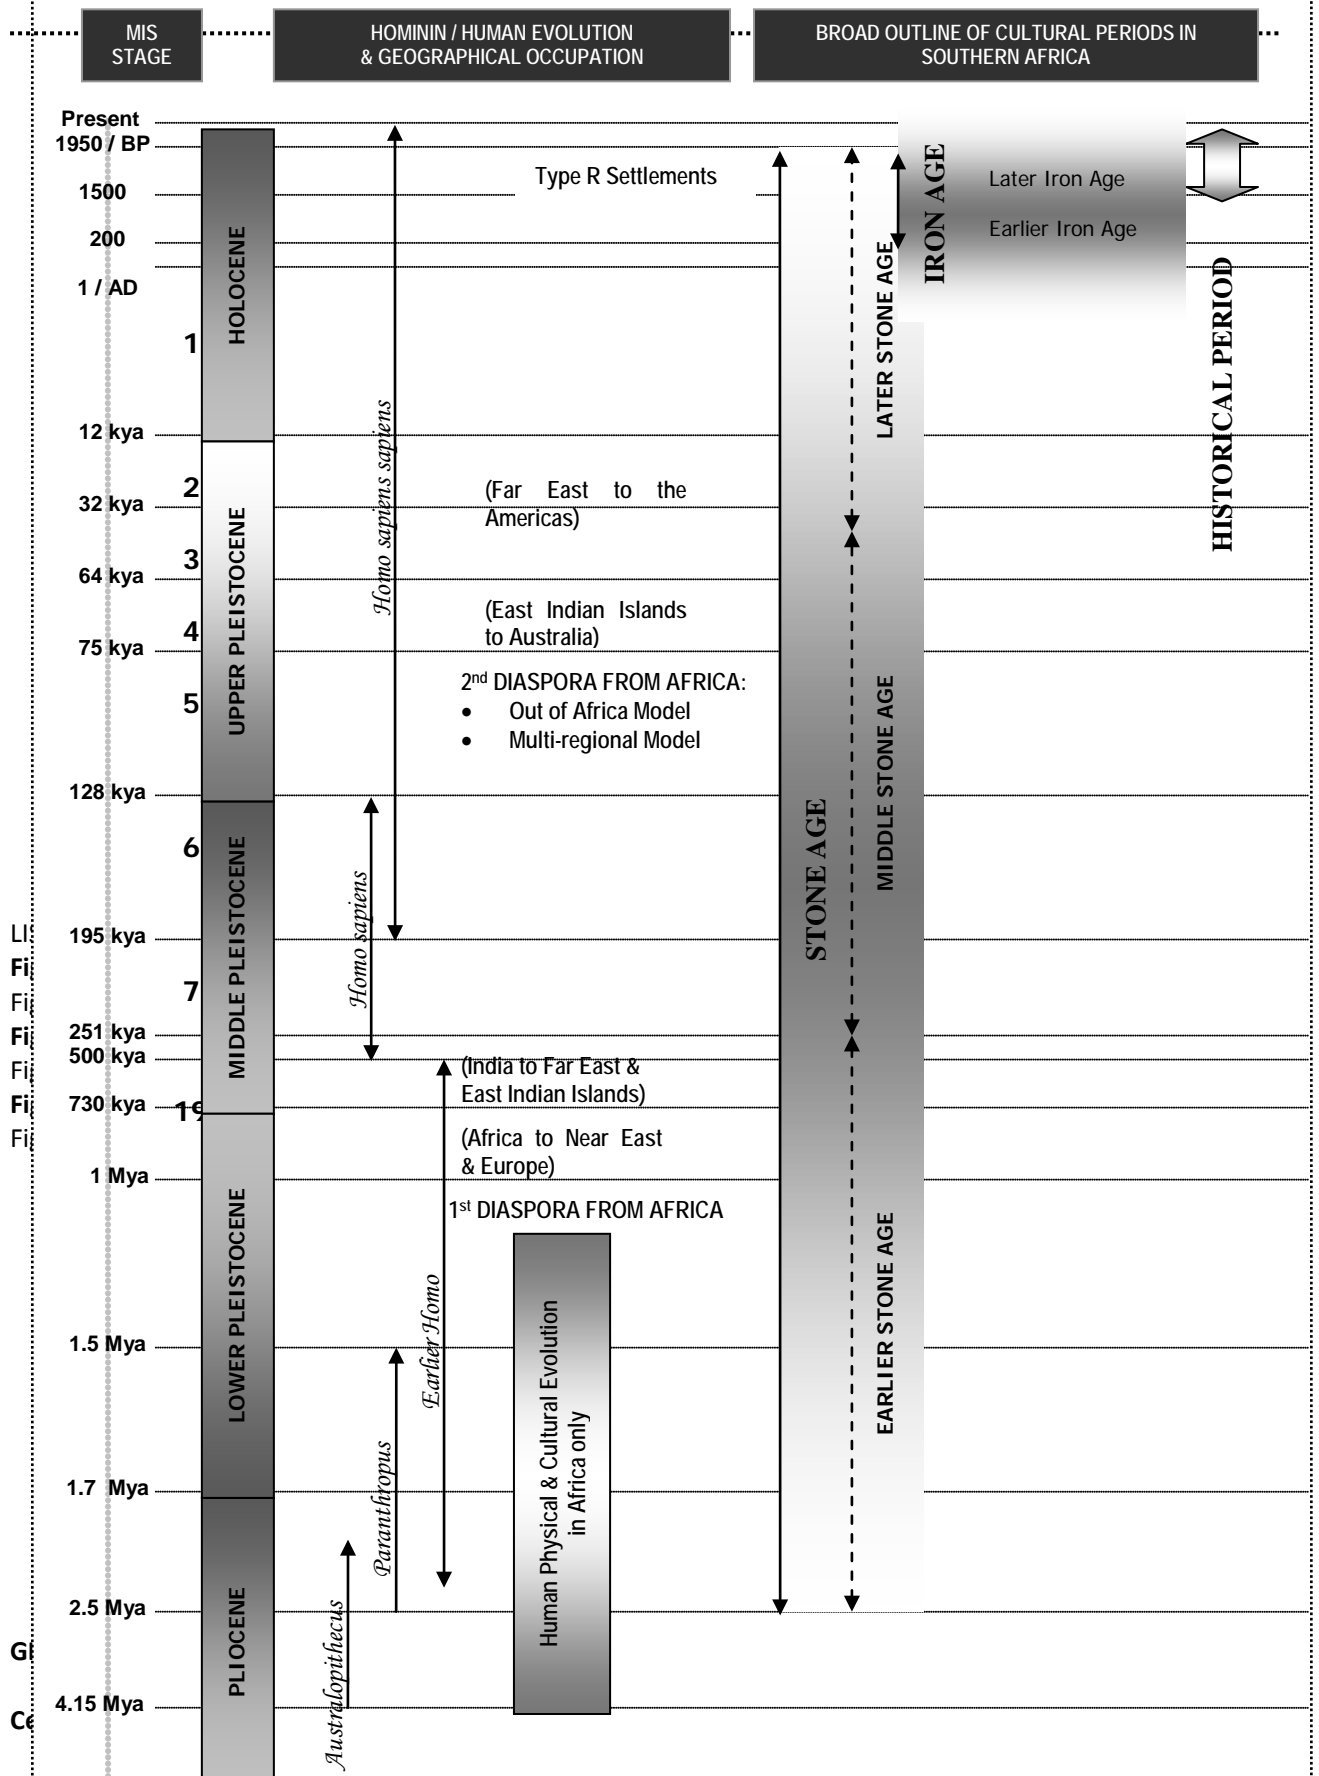 MIS
STAGE
HOMININ / HUMAN EVOLUTION
& GEOGRAPHICAL OCCUPATION
BROAD OUTLINE OF CULTURAL PERIODS IN
SOUTHERN AFRICA
Present
1950 / BP
1500
200
1 / AD
12 kya
32 kya
64 kya
75 kya
128 kya
195 kya
251 kya
500 kya
730 kya
1 Mya
1.5 Mya
1.7 Mya
2.5 Mya
4.15 Mya
1
2
3
4
5
6
7
19
HOLOCENE
UPPER PLEISTOCENE
MIDDLE PLEISTOCENE
LOWER PLEISTOCENE
PLIOCENE
Homo sapiens sapiens
Homo sapiens
Earlier Homo
Paranthropus
Australopithecus
Type R Settlements
(Far East to the
Americas)
(East Indian Islands
to Australia)
2nd DIASPORA FROM AFRICA:
• Out of Africa Model
• Multi-regional Model
(India to Far East &
East Indian Islands)
(Africa to Near East
& Europe)
1st DIASPORA FROM AFRICA
Human Physical & Cultural Evolution
in Africa only
STONE AGE
LATER STONE AGE
MIDDLE STONE AGE
EARLIER STONE AGE
IRON AGE
Later Iron Age
Earlier Iron Age
HISTORICAL PERIOD